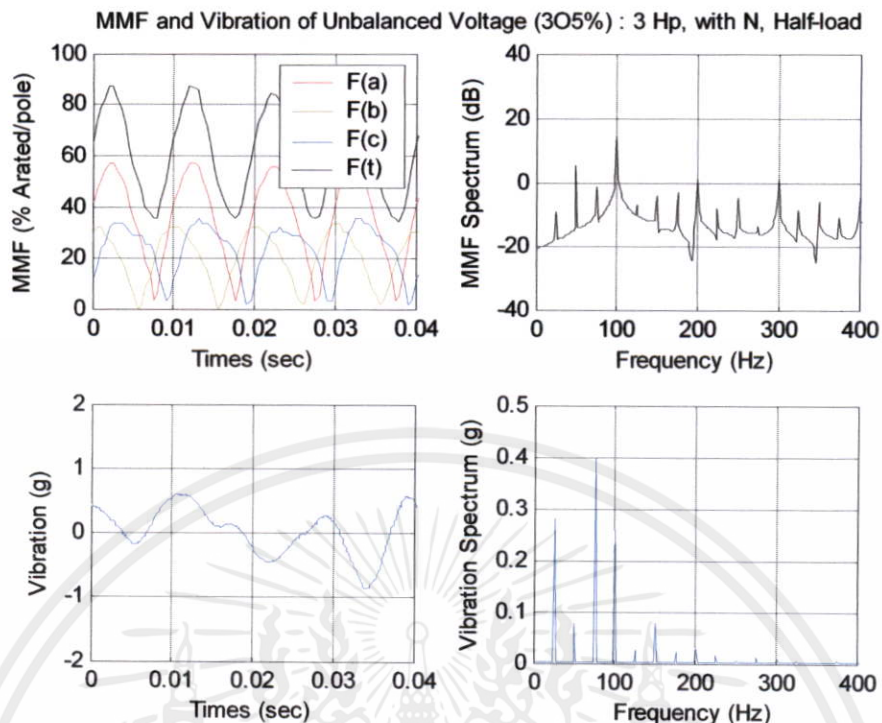 MMF and Vibration of Unbalanced Voltage (3O5%) : 3 Hp, with N, Half-load
MMF (% Arated/pole)
100
80
60
40
20
0
0 0.01 0.02 0.03 0.04
Times (sec)
F(a)
F(b)
F(c)
F(t)
MMF Spectrum (dB)
40
20
0
-20
-40
0 100 200 300 400
Frequency (Hz)
Vibration (g)
2
1
0
-1
-2
0 0.01 0.02 0.03 0.04
Times (sec)
Vibration Spectrum (g)
0.5
0.4
0.3
0.2
0.1
0
0 100 200 300 400
Frequency (Hz)